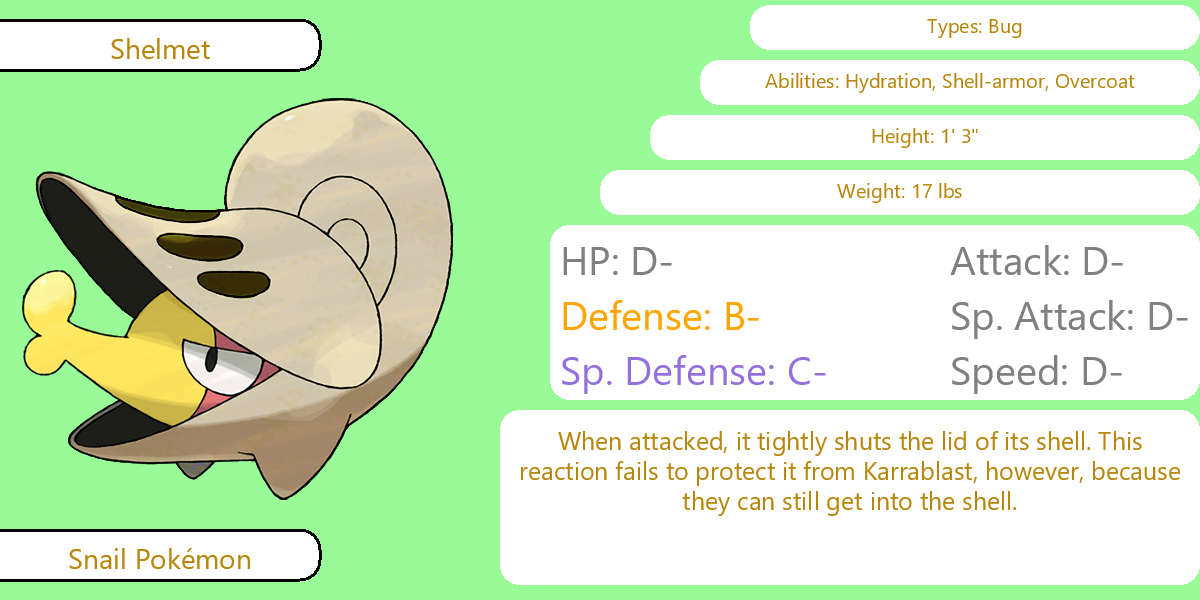 Shelmet
Types: Bug
Abilities: Hydration, Shell-armor, Overcoat
Height: 1' 3"
Weight: 17 lbs
HP: D-
Attack: D-
Defense: B-
Sp. Attack: D-
Sp. Defense: C-
Speed: D-
When attacked, it tightly shuts the lid of its shell. This
reaction fails to protect it from Karrablast, however, because
they can still get into the shell.
Snail Pokémon